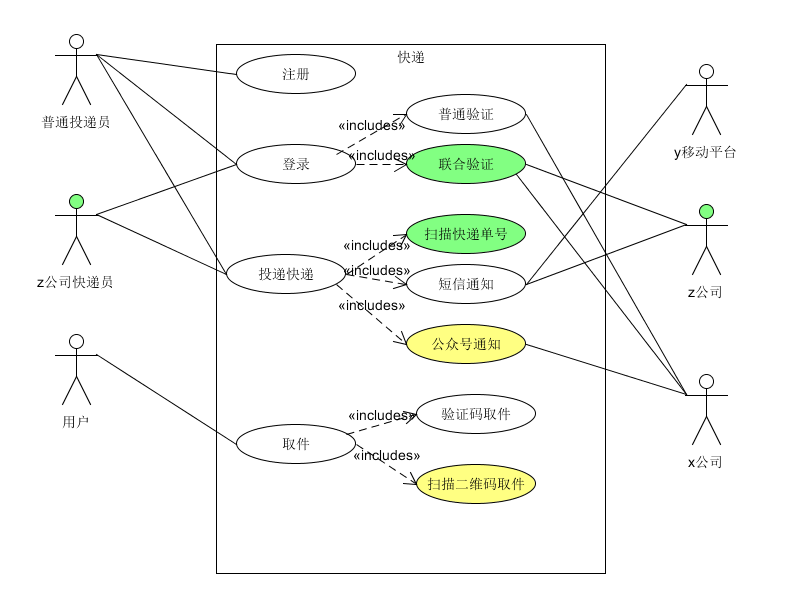 快递
注册
普通投递员
普通验证
«includes»
y移动平台
«includes»
登录
联合验证
扫描快递单号
«includes»
z公司快递员
投递快递
«includes»
短信通知
z公司
«includes»
公众号通知
用户
«includes»
验证码取件
取件
«includes»
x公司
扫描二维码取件